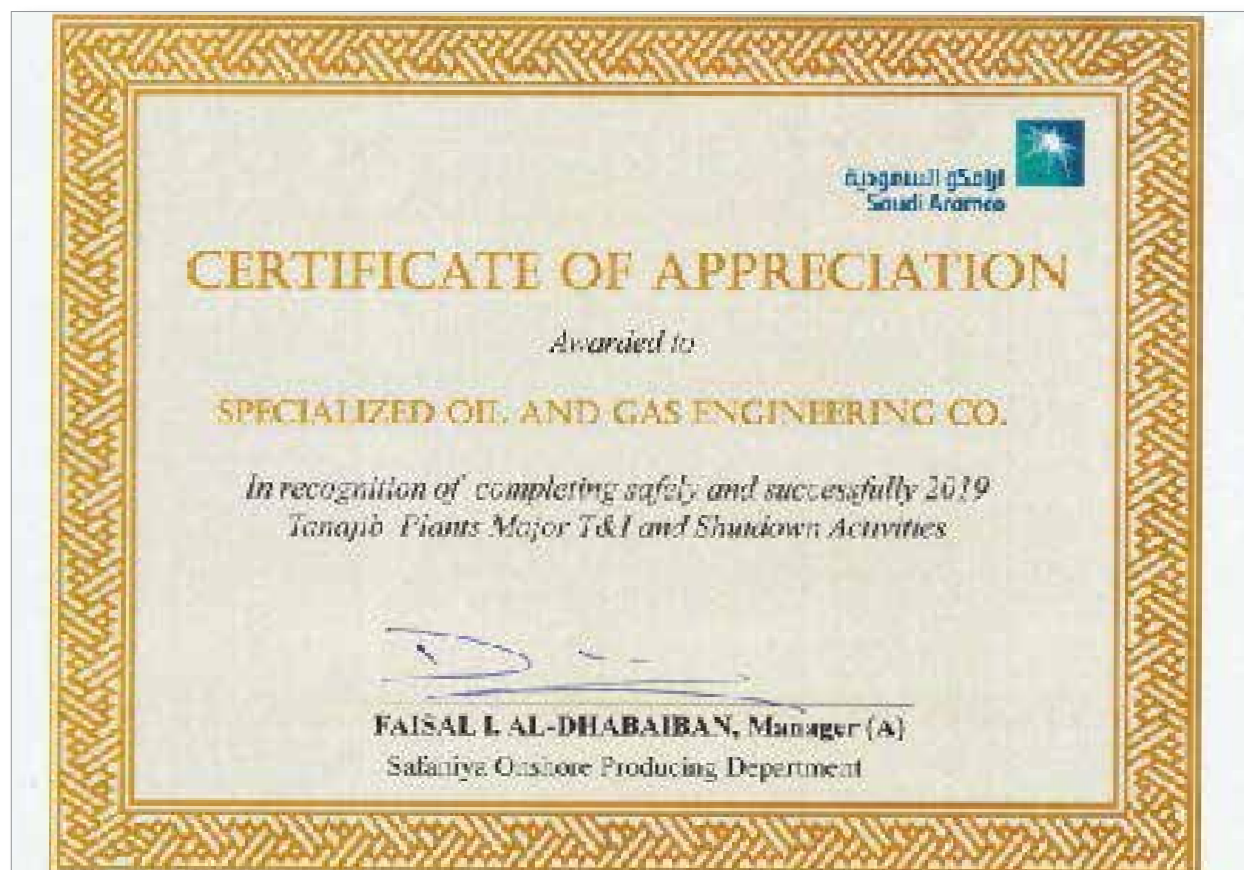 أرامكو السعودية
Saudi Aramco
CERTIFICATE OF APPRECIATION
Awarded to
SPECIALIZED OIL AND GAS ENGINEERING CO.
In recognition of completing safely and successfully 2019
Tanajib Plants Major T&I and Shutdown Activities
FAISAL I. AL-DHABAIBAN, Manager (A)
Safaniya Onshore Producing Department